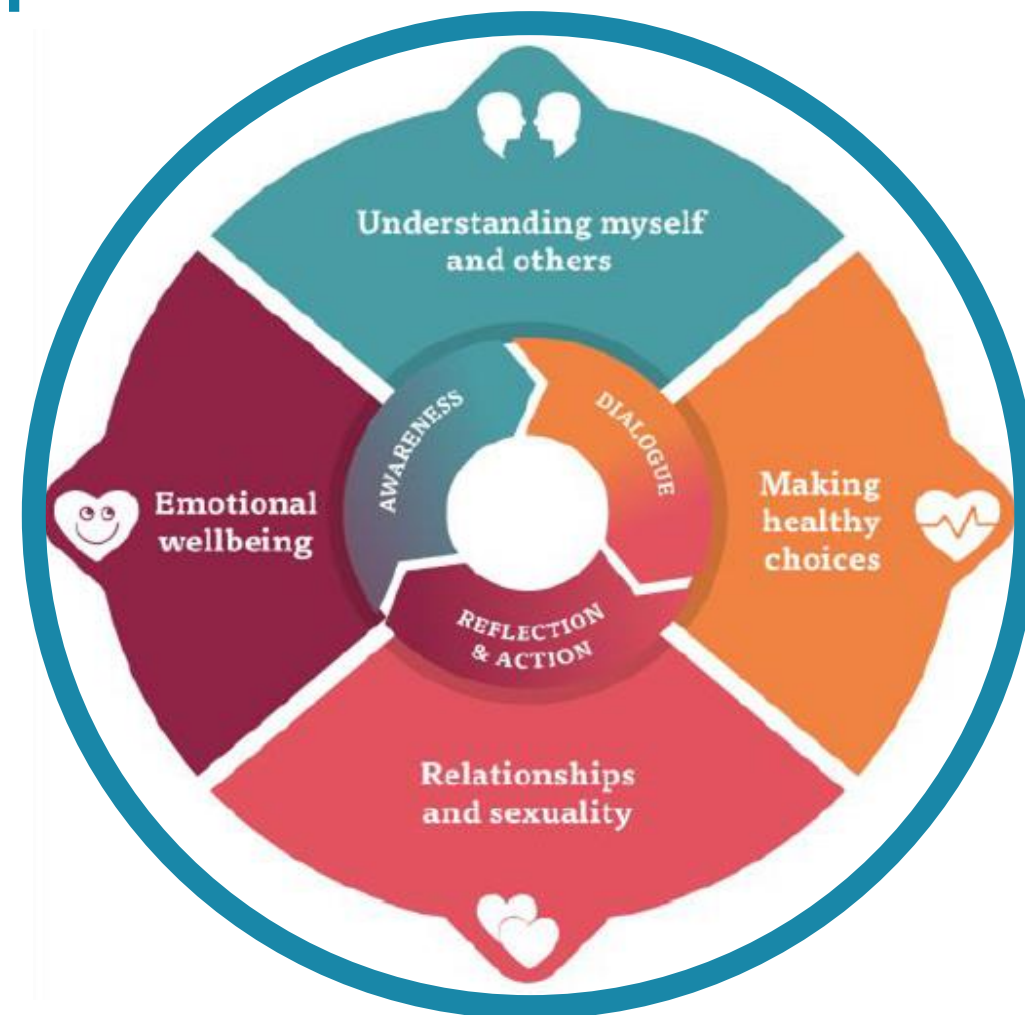 Understanding myself
and others
AWARENESS
DIALOGUE
Emotional
wellbeing
Making
healthy
choices
REFLECTION
& ACTION
Relationships
and sexuality